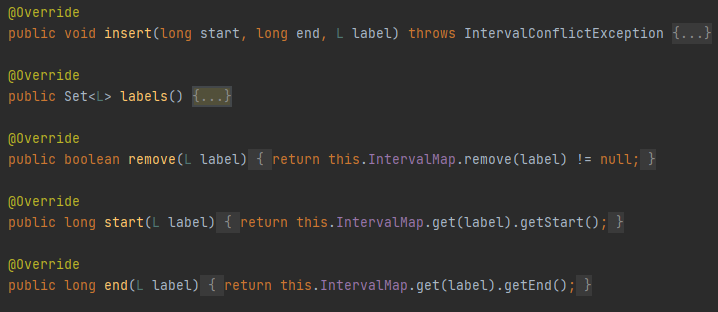 @Override
public void insert(long start, long end, L label) throws IntervalConflictException {...}
@Override
public Set<L> labels() {...}
@Override
public boolean remove(L label) { return this.IntervalMap.remove(label) != null; }
@Override
public long start(L label) { return this.IntervalMap.get(label).getStart(); }
@Override
public long end(L label) { return this.IntervalMap.get(label).getEnd(); }